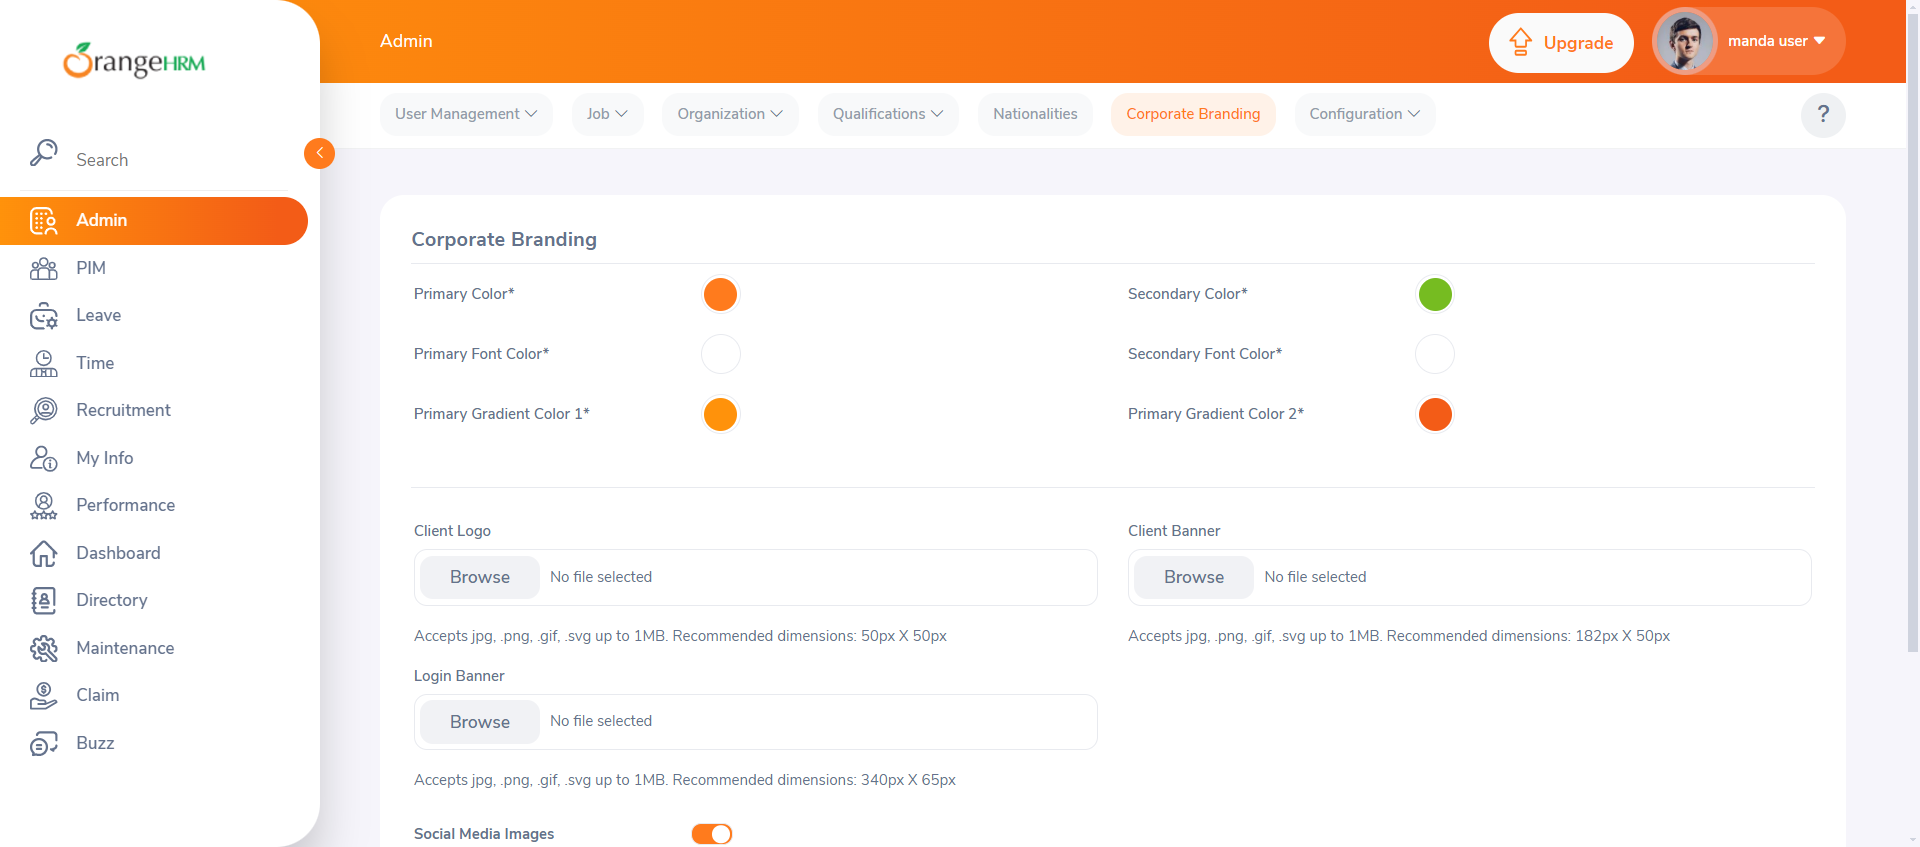 OrangeHRM
Admin
Upgrade
manda user
User Management
Job
Organization
Qualifications
Nationalities
Corporate Branding
Configuration
?
Search
Admin
PIM
Leave
Time
Recruitment
My Info
Performance
Dashboard
Directory
Maintenance
Claim
Buzz
Corporate Branding
Primary Color*
Secondary Color*
Primary Font Color*
Secondary Font Color*
Primary Gradient Color 1*
Primary Gradient Color 2*
Client Logo
Browse No file selected
Accepts jpg, .png, .gif, .svg up to 1MB. Recommended dimensions: 50px X 50px
Client Banner
Browse No file selected
Accepts jpg, .png, .gif, .svg up to 1MB. Recommended dimensions: 182px X 50px
Login Banner
Browse No file selected
Accepts jpg, .png, .gif, .svg up to 1MB. Recommended dimensions: 340px X 65px
Social Media Images